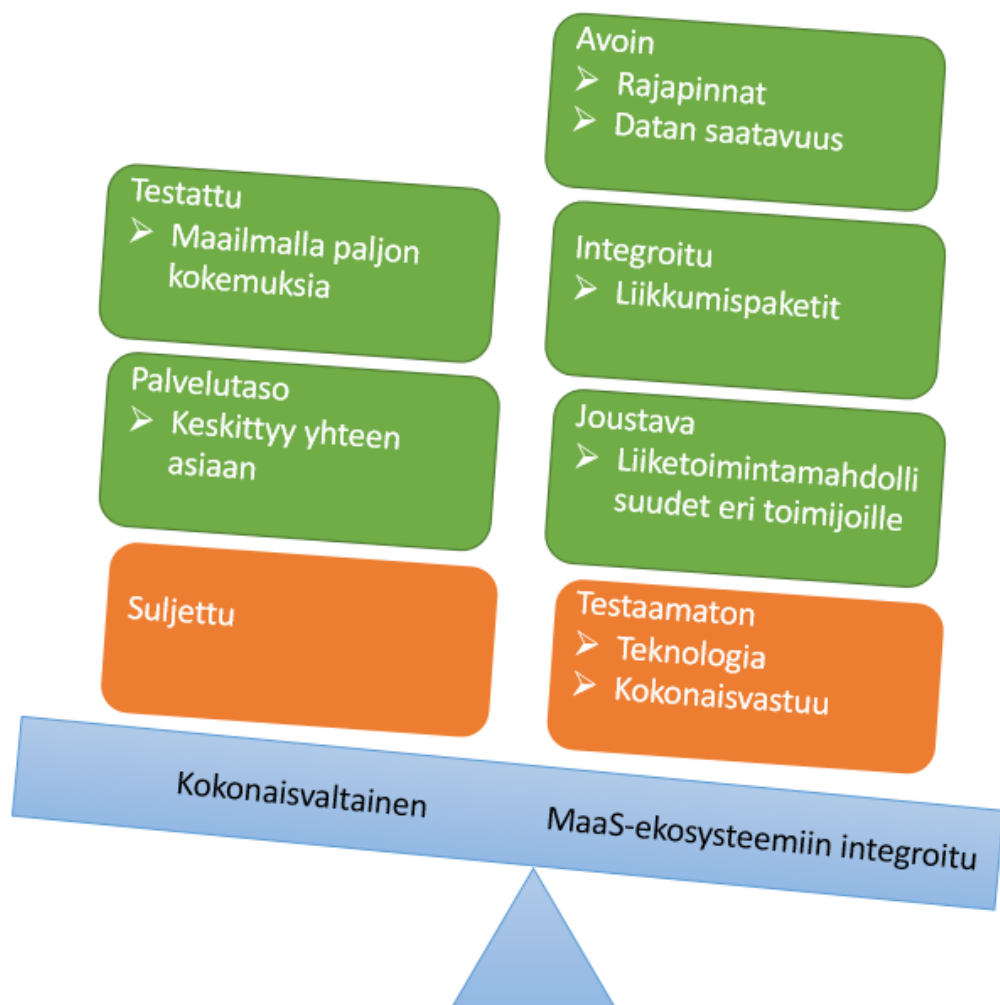 Testattu
➢ Maailmalla paljon
kokemuksia
Palvelutaso
➢ Keskittyy yhteen
asiaan
Suljettu
Kokonaisvaltainen
Avoin
➢ Rajapinnat
➢ Datan saatavuus
Integroitu
➢ Liikkumispaketit
Joustava
➢ Liiketoimintamahdolli
suudet eri toimijoille
Testaamaton
➢ Teknologia
➢ Kokonaisvastuu
MaaS-ekosysteemiin integroitu